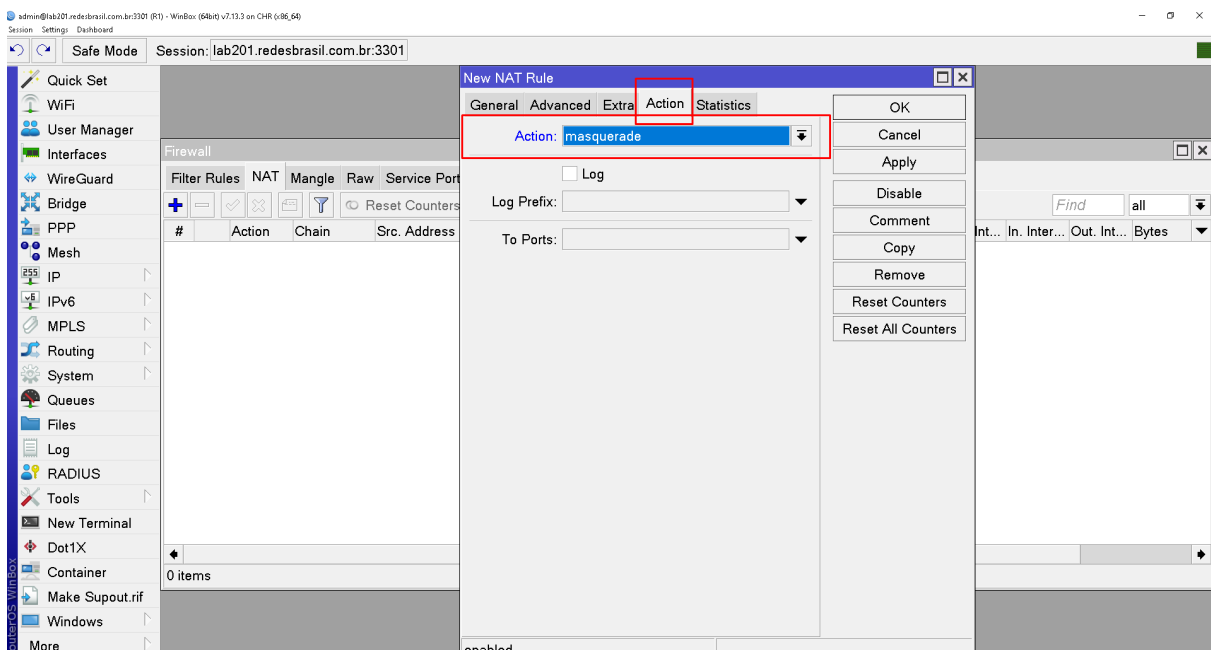 admin@lab201.redesbrasil.com.br:3301 (R1) - WinBox (64bit) v7.13.3 on CHR (x86_64)
Session Settings Dashboard
Safe Mode Session: lab201.redesbrasil.com.br:3301
Quick Set
WiFi
User Manager
Interfaces
WireGuard
Bridge
PPP
Mesh
IP
IPv6
MPLS
Routing
System
Queues
Files
Log
RADIUS
Tools
New Terminal
Dot1X
Container
Make Supout.rif
Windows
More
Firewall
Filter Rules NAT Mangle Raw Service Port
Reset Counters
Find all
# Action Chain Src. Address
Int... In. Inter... Out. Int... Bytes
0 items
New NAT Rule
General Advanced Extra Action Statistics
Action: masquerade
Log
Log Prefix:
To Ports:
OK
Cancel
Apply
Disable
Comment
Copy
Remove
Reset Counters
Reset All Counters
enabled